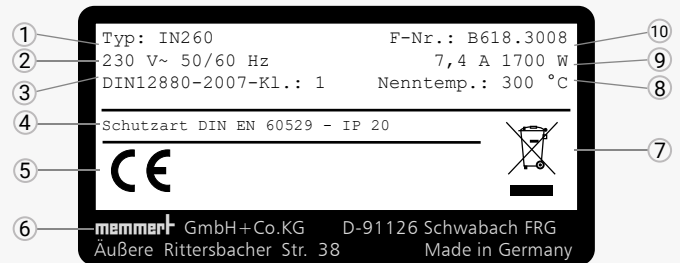 1 Typ: IN260 F-Nr.: B618.3008 10
2 230 V~ 50/60 Hz 7,4 A 1700 W 9
3 DIN12880-2007-Kl.: 1 Nenntemp.: 300 °C 8
4 Schutzart DIN EN 60529 - IP 20
5 CE 7
6 memmert GmbH+Co.KG D-91126 Schwabach FRG
Äußere Rittersbacher Str. 38 Made in Germany